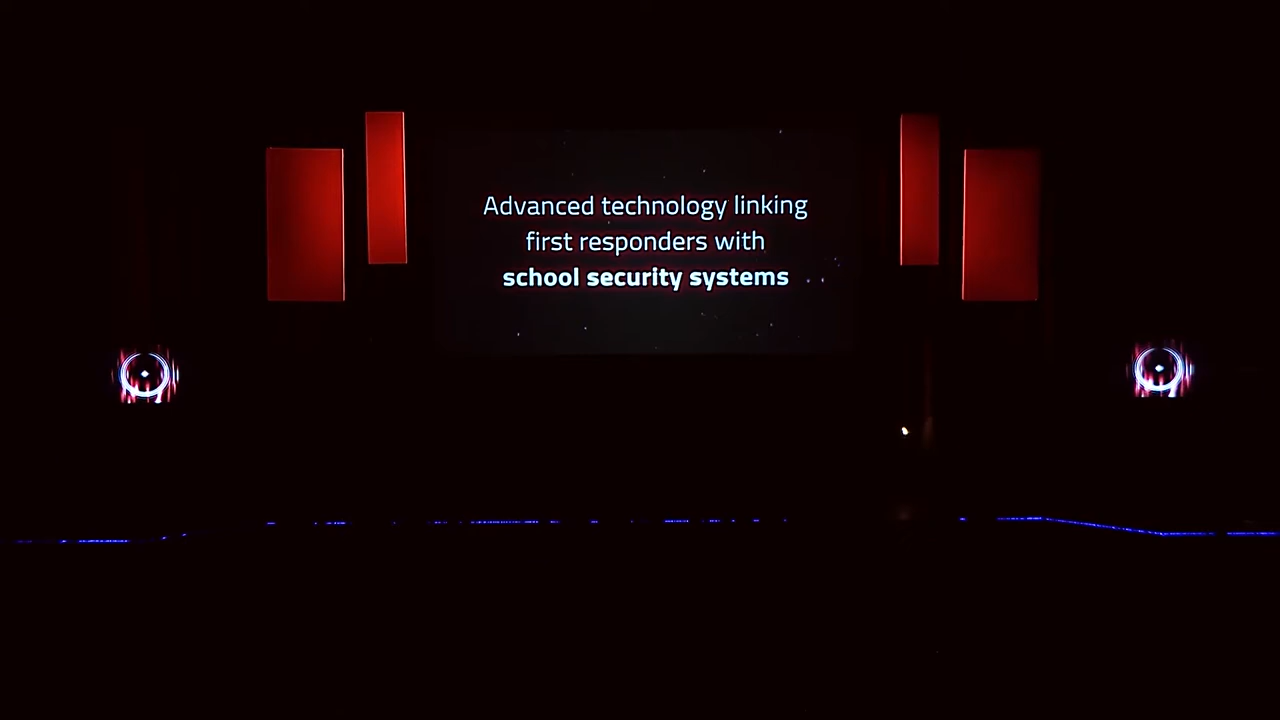 Advanced technology linking
first responders with
school security systems